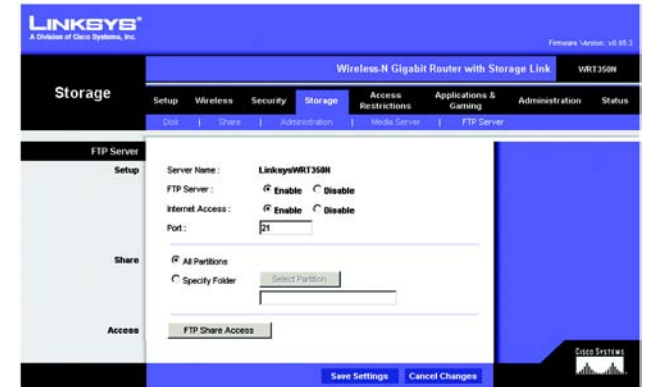 LINKSYS®
A Division of Cisco Systems, Inc.
Firmware Version: v0.95.3
Wireless-N Gigabit Router with Storage Link WRT350N
Storage
Setup Wireless Security Storage Access Restrictions Applications & Gaming Administration Status
Disk | Share | Administration | Media Server | FTP Server
FTP Server
Setup
Server Name : LinksysWRT350N
FTP Server : Enable Disable
Internet Access : Enable Disable
Port : 21
Share
All Partitions
Specify Folder Select Partition
Access
FTP Share Access
Save Settings Cancel Changes
CISCO SYSTEMS